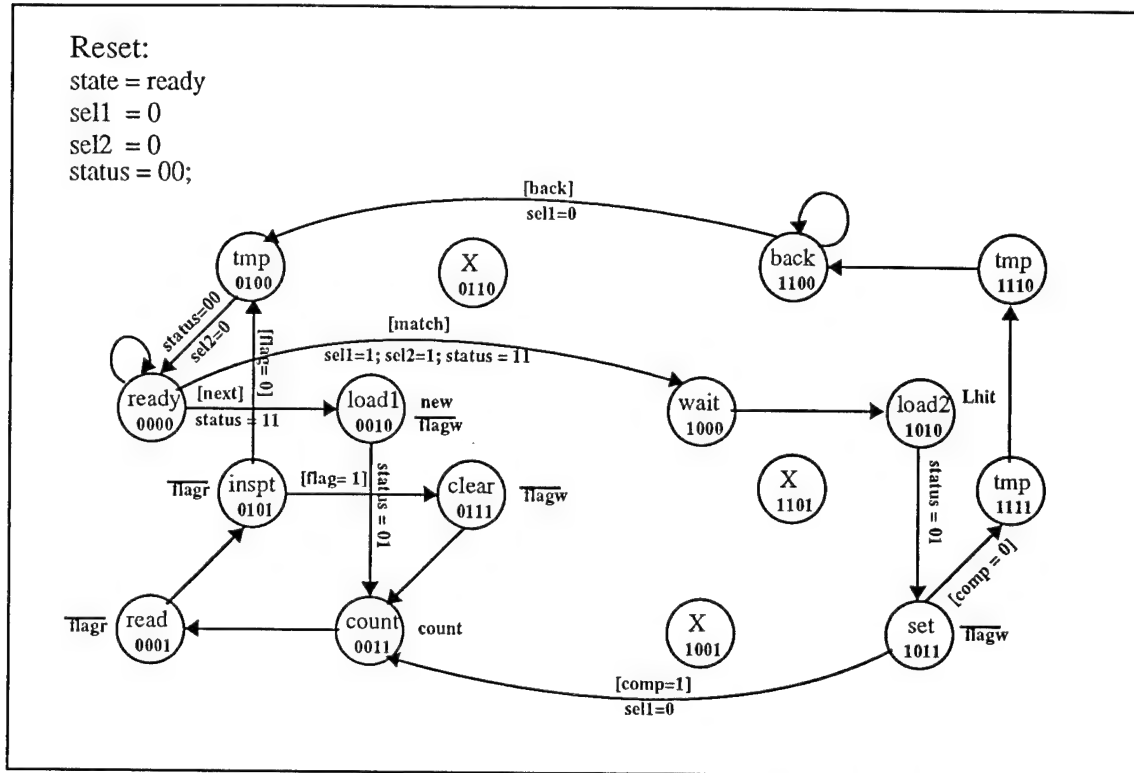 Reset:
state = ready
sel1 = 0
sel2 = 0
status = 00;
[back]
sel1=0
tmp
0100
X
0110
back
1100
tmp
1110
status=00
sel2=0
[flag= 0]
[match]
sel1=1; sel2=1; status = 11
ready
0000
[next]
status = 11
load1
0010
new
flagw
wait
1000
load2
1010
Lhit
flagr
inspt
0101
[flag= 1]
status = 01
clear
0111
flagw
X
1101
status = 01
tmp
1111
[comp = 0]
flagr
read
0001
count
0011
count
X
1001
set
1011
flagw
[comp=1]
sel1=0